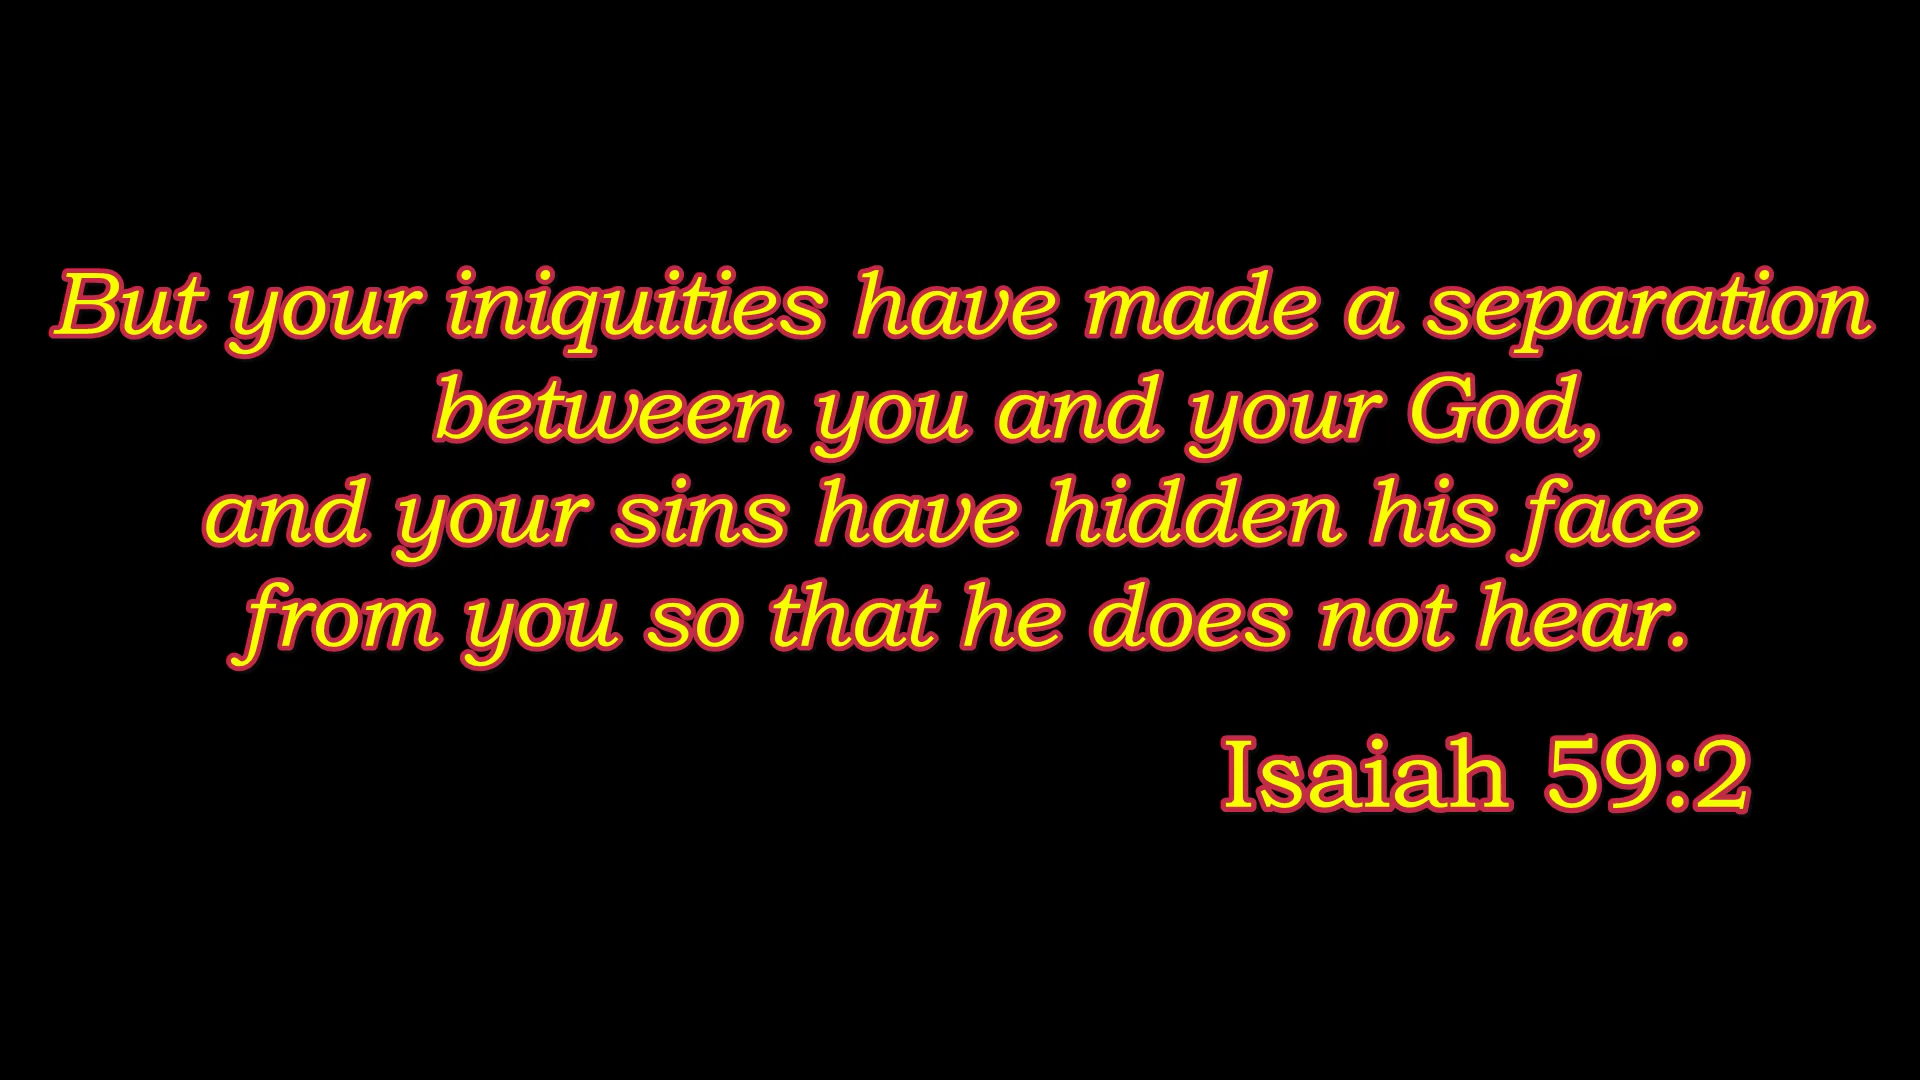 But your iniquities have made a separation
between you and your God,
and your sins have hidden his face
from you so that he does not hear.
Isaiah 59:2